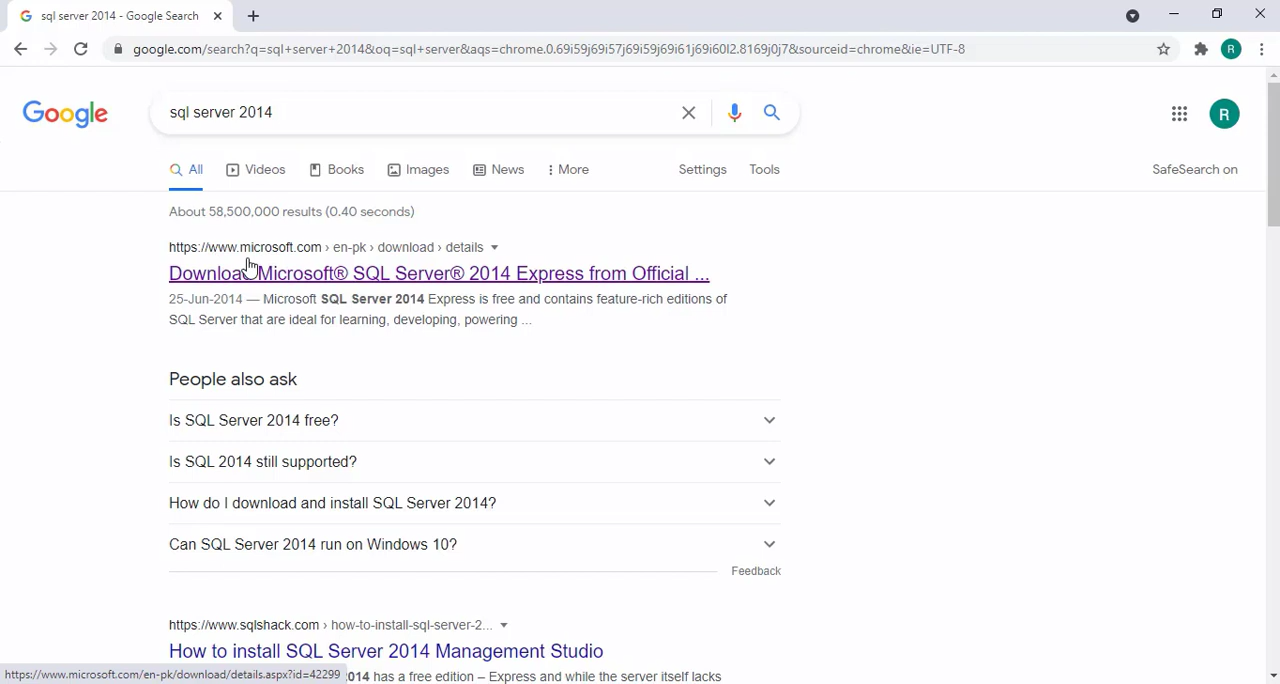 sql server 2014 - Google Search
google.com/search?q=sql+server+2014&oq=sql+server&aqs=chrome.0.69i59j69i57j69i59j69i61j69i60l2.8169j0j7&sourceid=chrome&ie=UTF-8
R
Google
sql server 2014
R
All
Videos
Books
Images
News
More
Settings
Tools
SafeSearch on
About 58,500,000 results (0.40 seconds)
https://www.microsoft.com › en-pk › download › details
Download Microsoft® SQL Server® 2014 Express from Official ...
25-Jun-2014 — Microsoft SQL Server 2014 Express is free and contains feature-rich editions of
SQL Server that are ideal for learning, developing, powering ...
People also ask
Is SQL Server 2014 free?
Is SQL 2014 still supported?
How do I download and install SQL Server 2014?
Can SQL Server 2014 run on Windows 10?
Feedback
https://www.sqlshack.com › how-to-install-sql-server-2...
How to install SQL Server 2014 Management Studio
014 has a free edition – Express and while the server itself lacks
https://www.microsoft.com/en-pk/download/details.aspx?id=42299